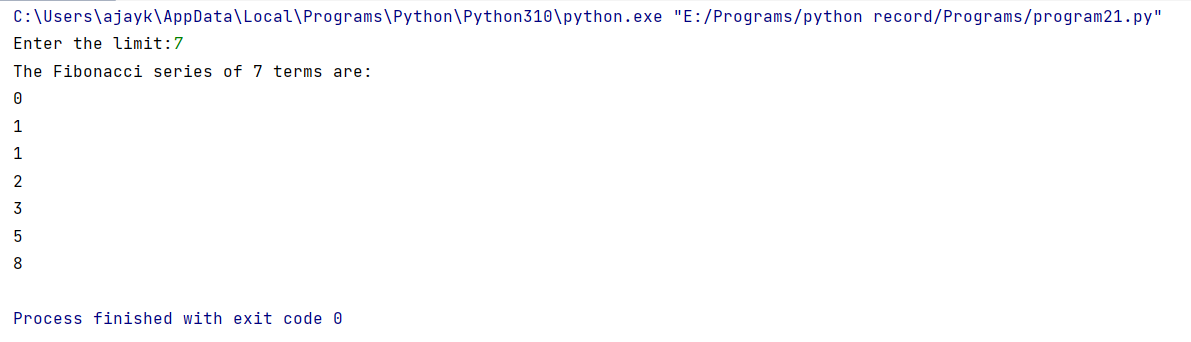 C:\Users\ajayk\AppData\Local\Programs\Python\Python310\python.exe "E:/Programs/python record/Programs/program21.py"
Enter the limit:7
The Fibonacci series of 7 terms are:
0
1
1
2
3
5
8
Process finished with exit code 0